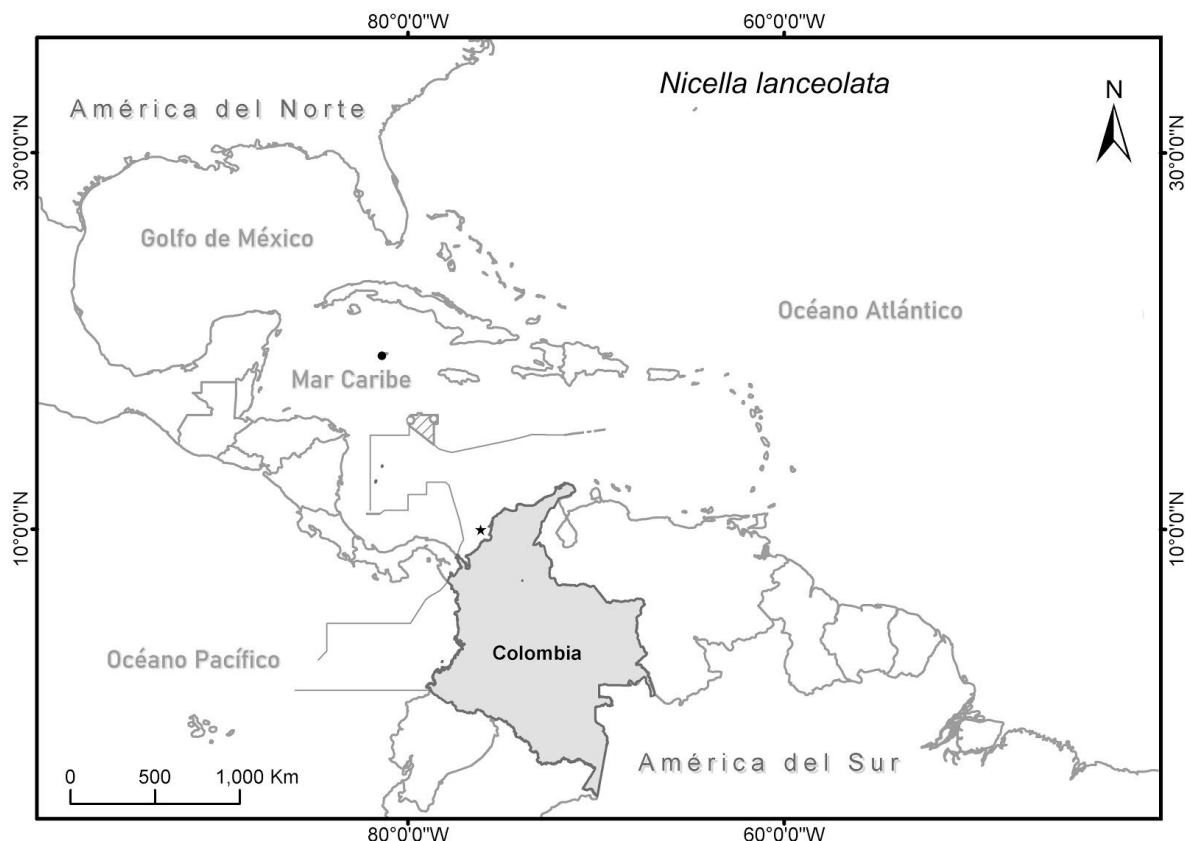 80°0'0"W 60°0'0"W
Nicella lanceolata
América del Norte
N
30°0'0"N 30°0'0"N
Golfo de México
Océano Atlántico
Mar Caribe
10°0'0"N 10°0'0"N
Océano Pacífico
Colombia
América del Sur
0 500 1,000 Km
80°0'0"W 60°0'0"W